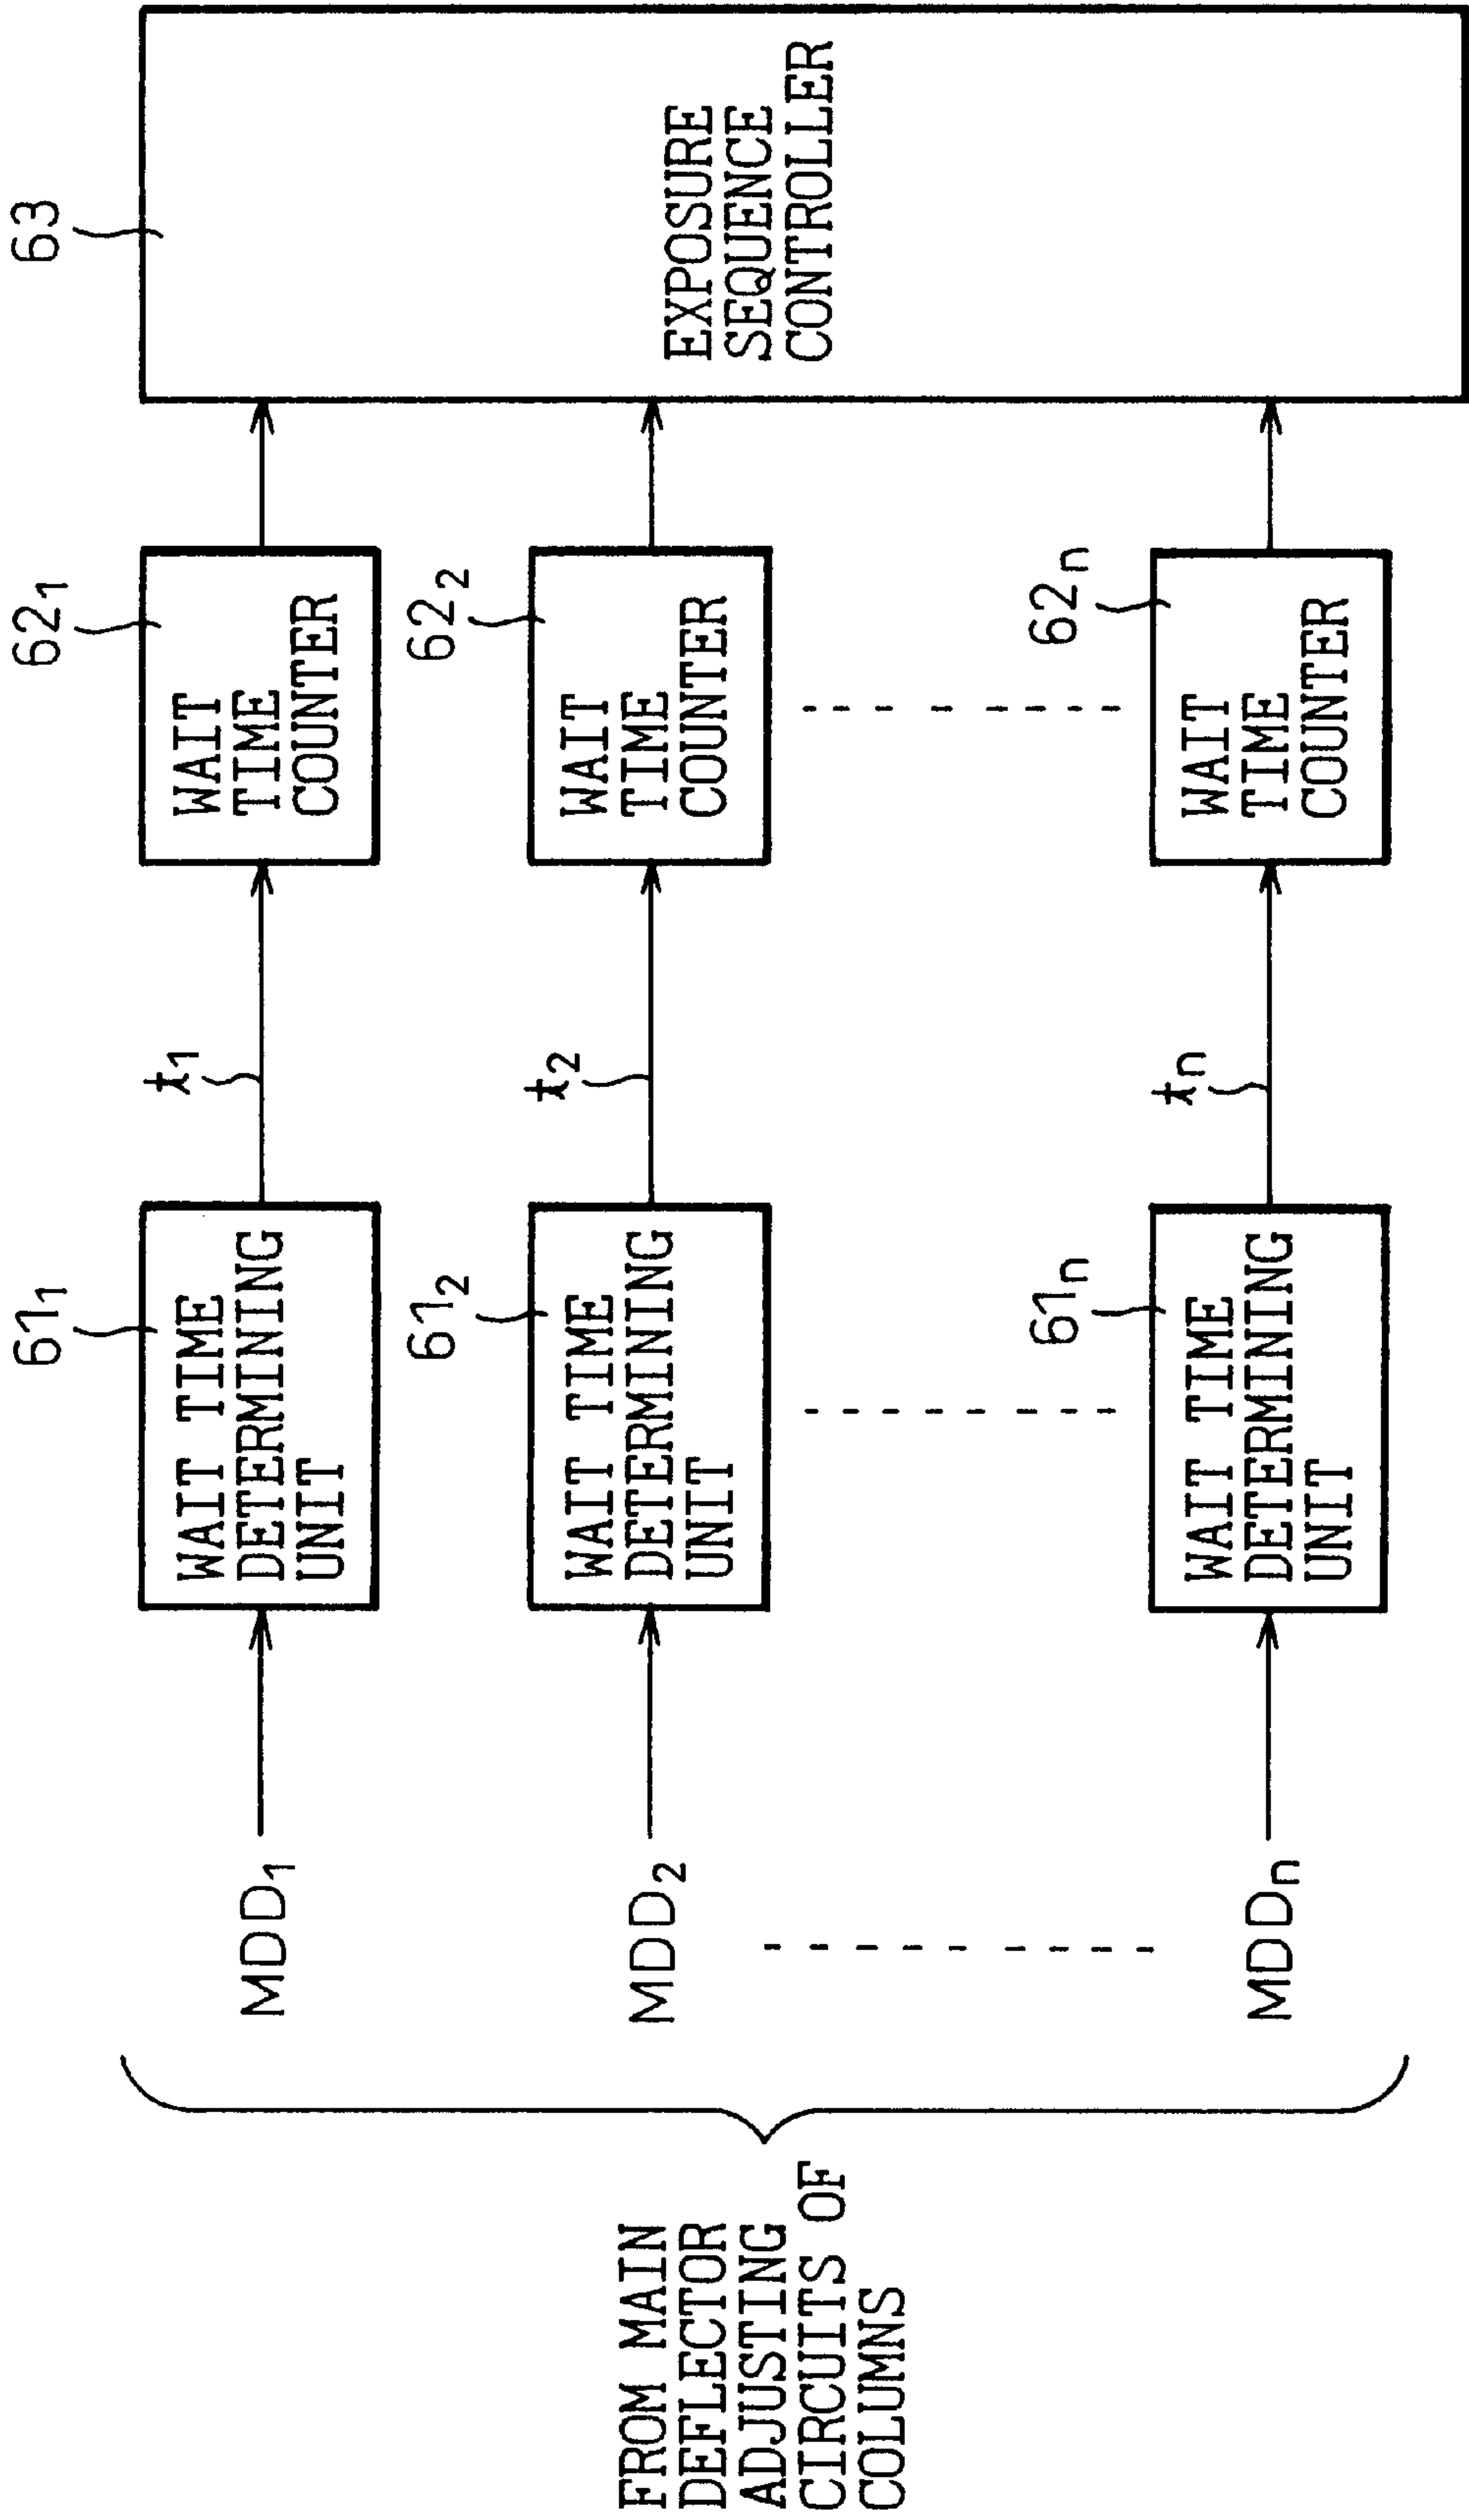 FROM MAIN
DEFLECTOR
ADJUSTING
CIRCUITS OF
COLUMNS
MDD₁
MDD₂
MDDₙ
61₁
WAIT TIME
DETERMINING
UNIT
61₂
WAIT TIME
DETERMINING
UNIT
61ₙ
WAIT TIME
DETERMINING
UNIT
t₁
t₂
tₙ
62₁
WAIT
TIME
COUNTER
62₂
WAIT
TIME
COUNTER
62ₙ
WAIT
TIME
COUNTER
63
EXPOSURE
SEQUENCE
CONTROLLER